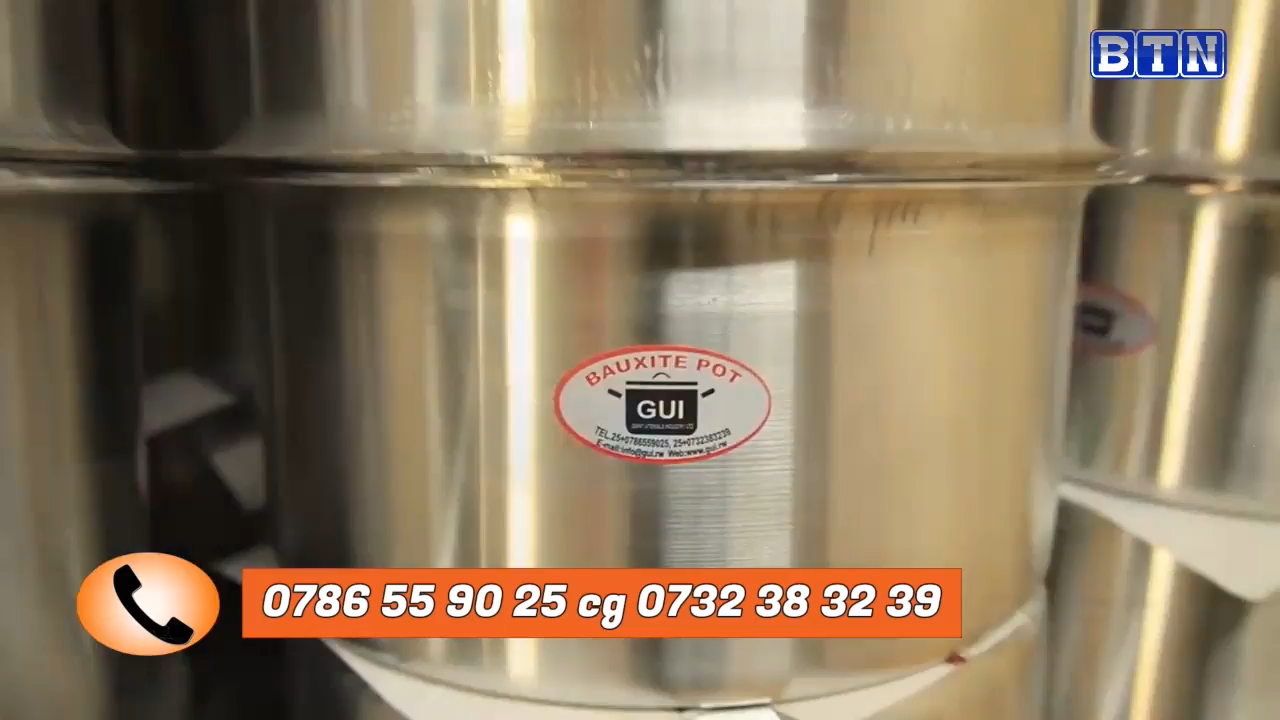 BTN
BAUXITE POT
GUI
TEL.25+0786559025, 25+0732383239
E-mail:info@gui.rw Web:www.gui.rw
0786 55 90 25 cg 0732 38 32 39